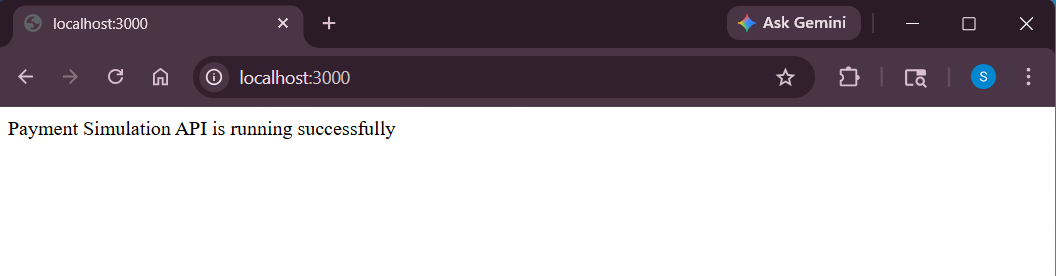 localhost:3000
Ask Gemini
localhost:3000
S
Payment Simulation API is running successfully